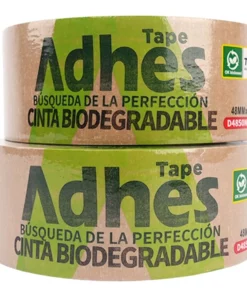 Tape
Adhes
BÚSQUEDA DE LA PERFECCIÓN
CINTA BIODEGRADABLE
Tape
Adhes
BÚSQUEDA DE LA PERFECCIÓN
CINTA BIODEGRADABLE